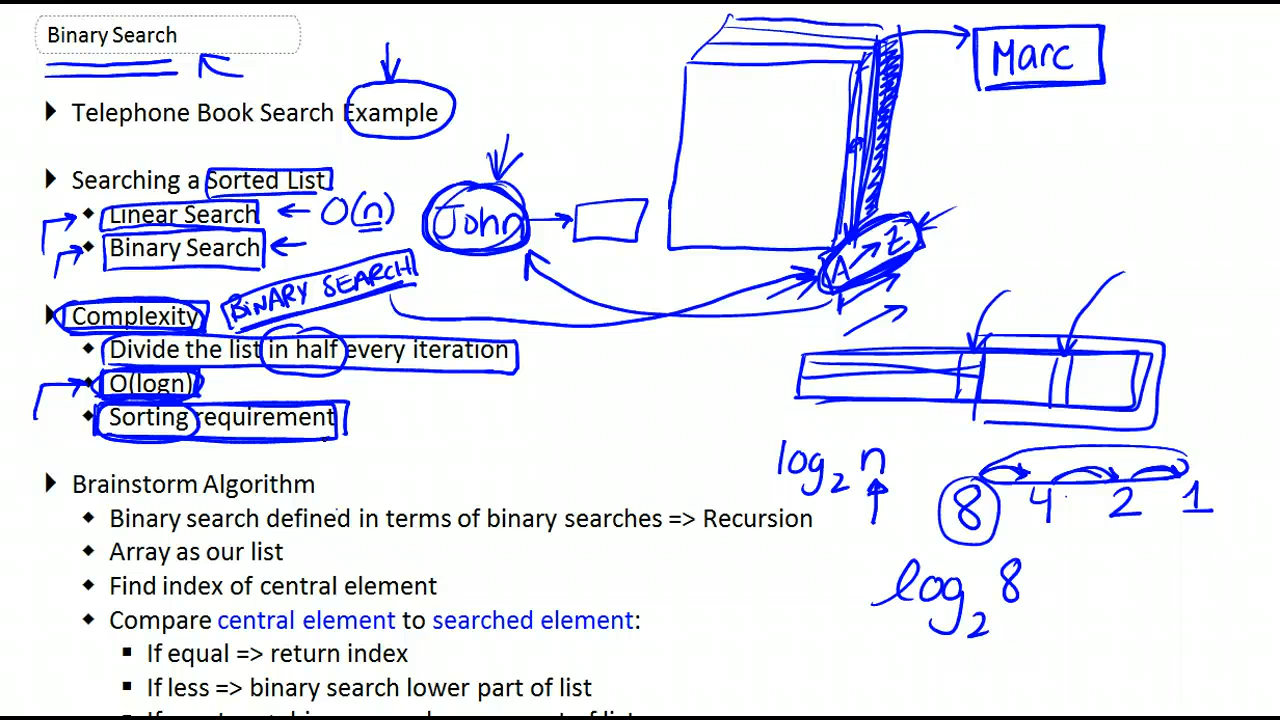 Binary Search
Marc
Telephone Book Search Example
Searching a Sorted List
Linear Search
O(n)
John
Binary Search
A
Z
BINARY SEARCH
Complexity
Divide the list in half every iteration
O(logn)
Sorting requirement
log2 n
8 4 2 1
log2 8
Brainstorm Algorithm
Binary search defined in terms of binary searches => Recursion
Array as our list
Find index of central element
Compare central element to searched element:
If equal => return index
If less => binary search lower part of list